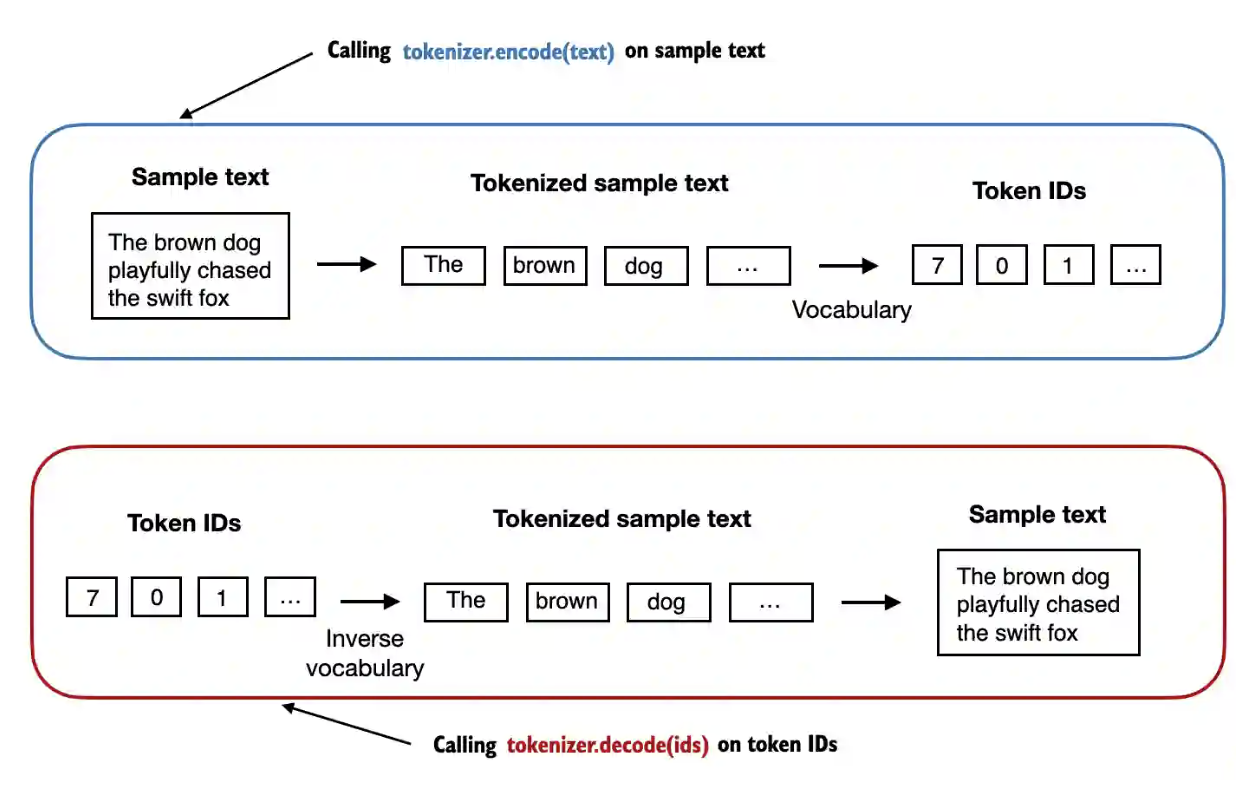 Calling tokenizer.encode(text) on sample text
Sample text
Tokenized sample text
Token IDs
The brown dog
playfully chased
the swift fox
The
brown
dog
...
Vocabulary
7
0
1
...
Token IDs
Tokenized sample text
Sample text
7
0
1
...
Inverse
vocabulary
The
brown
dog
...
The brown dog
playfully chased
the swift fox
Calling tokenizer.decode(ids) on token IDs